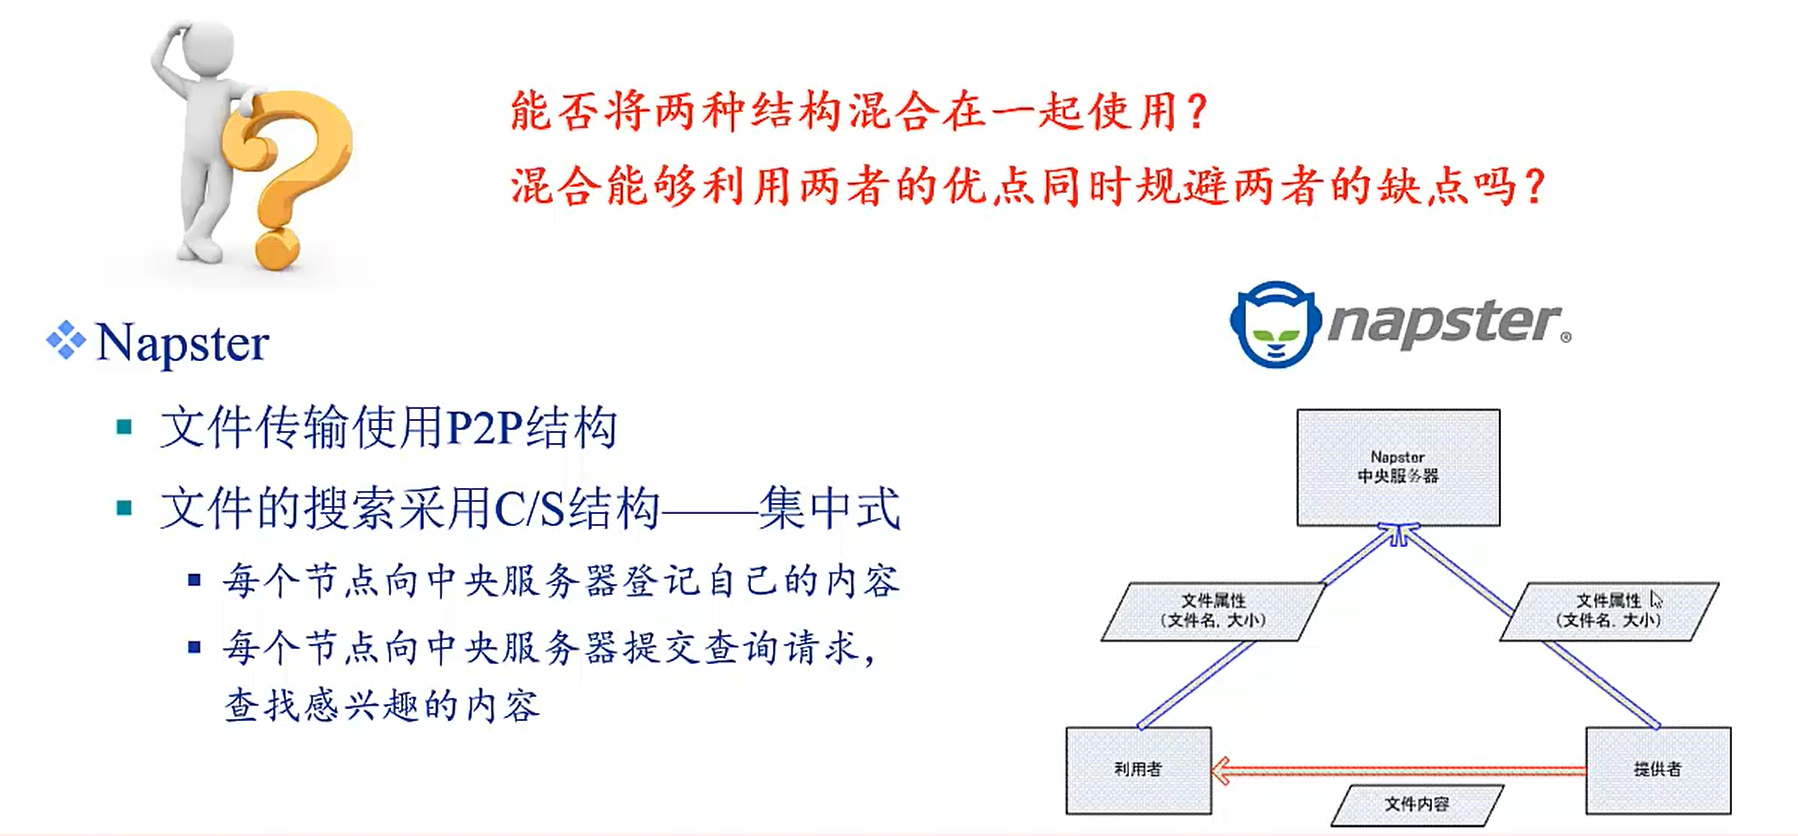 能否将两种结构混合在一起使用？
混合能够利用两者的优点同时规避两者的缺点吗？
napster®
Napster
文件传输使用P2P结构
文件的搜索采用C/S结构——集中式
每个节点向中央服务器登记自己的内容
每个节点向中央服务器提交查询请求，
查找感兴趣的内容
Napster
中央服务器
文件属性
（文件名，大小）
文件属性
（文件名，大小）
利用者
提供者
文件内容